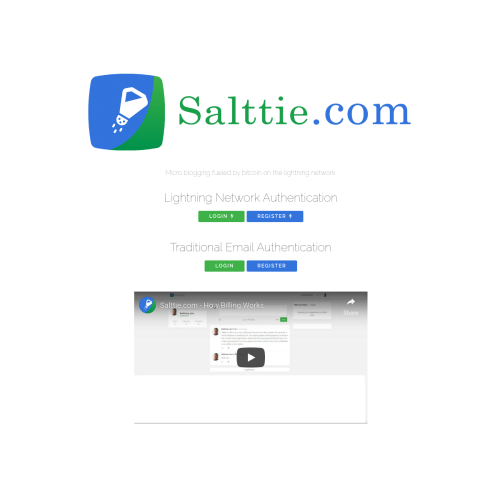 Salttie.com
Micro blogging fueled by bitcoin on the lightning network
Lightning Network Authentication
LOGIN REGISTER
Traditional Email Authentication
LOGIN REGISTER
Salttie.com - How Billing Works
Share